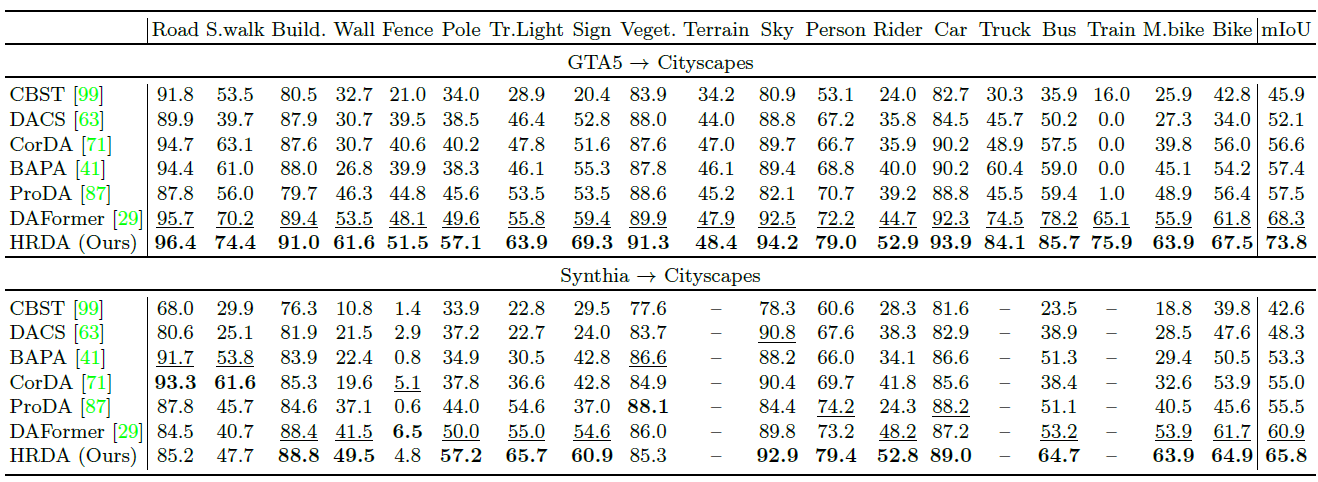 Road S.walk Build. Wall Fence Pole Tr.Light Sign Veget. Terrain Sky Person Rider Car Truck Bus Train M.bike Bike mIoU
GTA5 → Cityscapes
CBST [99] 91.8 53.5 80.5 32.7 21.0 34.0 28.9 20.4 83.9 34.2 80.9 53.1 24.0 82.7 30.3 35.9 16.0 25.9 42.8 45.9
DACS [63] 89.9 39.7 87.9 30.7 39.5 38.5 46.4 52.8 88.0 44.0 88.8 67.2 35.8 84.5 45.7 50.2 0.0 27.3 34.0 52.1
CorDA [71] 94.7 63.1 87.6 30.7 40.6 40.2 47.8 51.6 87.6 47.0 89.7 66.7 35.9 90.2 48.9 57.5 0.0 39.8 56.0 56.6
BAPA [41] 94.4 61.0 88.0 26.8 39.9 38.3 46.1 55.3 87.8 46.1 89.4 68.8 40.0 90.2 60.4 59.0 0.0 45.1 54.2 57.4
ProDA [87] 87.8 56.0 79.7 46.3 44.8 45.6 53.5 53.5 88.6 45.2 82.1 70.7 39.2 88.8 45.5 59.4 1.0 48.9 56.4 57.5
DAFormer [29] 95.7 70.2 89.4 53.5 48.1 49.6 55.8 59.4 89.9 47.9 92.5 72.2 44.7 92.3 74.5 78.2 65.1 55.9 61.8 68.3
HRDA (Ours) 96.4 74.4 91.0 61.6 51.5 57.1 63.9 69.3 91.3 48.4 94.2 79.0 52.9 93.9 84.1 85.7 75.9 63.9 67.5 73.8
Synthia → Cityscapes
CBST [99] 68.0 29.9 76.3 10.8 1.4 33.9 22.8 29.5 77.6 – 78.3 60.6 28.3 81.6 – 23.5 – 18.8 39.8 42.6
DACS [63] 80.6 25.1 81.9 21.5 2.9 37.2 22.7 24.0 83.7 – 90.8 67.6 38.3 82.9 – 38.9 – 28.5 47.6 48.3
BAPA [41] 91.7 53.8 83.9 22.4 0.8 34.9 30.5 42.8 86.6 – 88.2 66.0 34.1 86.6 – 51.3 – 29.4 50.5 53.3
CorDA [71] 93.3 61.6 85.3 19.6 5.1 37.8 36.6 42.8 84.9 – 90.4 69.7 41.8 85.6 – 38.4 – 32.6 53.9 55.0
ProDA [87] 87.8 45.7 84.6 37.1 0.6 44.0 54.6 37.0 88.1 – 84.4 74.2 24.3 88.2 – 51.1 – 40.5 45.6 55.5
DAFormer [29] 84.5 40.7 88.4 41.5 6.5 50.0 55.0 54.6 86.0 – 89.8 73.2 48.2 87.2 – 53.2 – 53.9 61.7 60.9
HRDA (Ours) 85.2 47.7 88.8 49.5 4.8 57.2 65.7 60.9 85.3 – 92.9 79.4 52.8 89.0 – 64.7 – 63.9 64.9 65.8